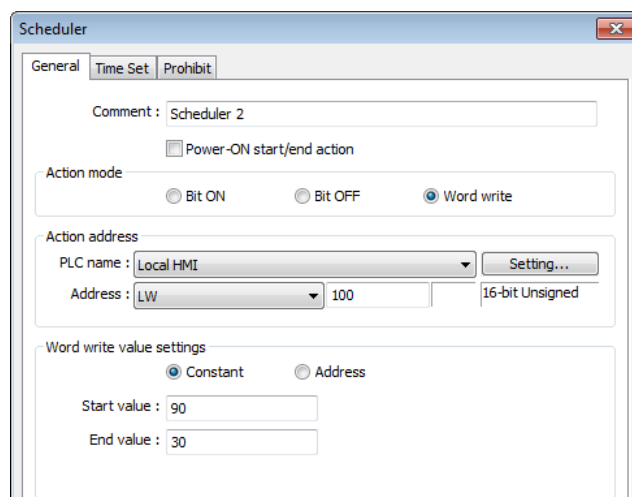 Scheduler
General Time Set Prohibit
Comment : Scheduler 2
Power-ON start/end action
Action mode
Bit ON Bit OFF Word write
Action address
PLC name : Local HMI Setting...
Address : LW 100 16-bit Unsigned
Word write value settings
Constant Address
Start value : 90
End value : 30